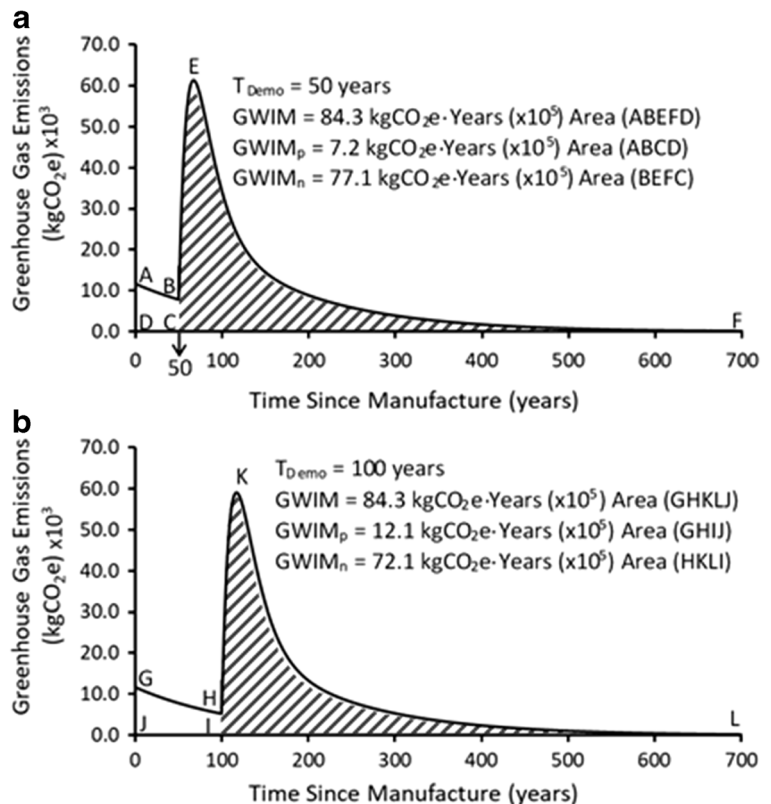 a
Greenhouse Gas Emissions
(kgCO₂e) x10³
70.0
60.0
50.0
40.0
30.0
20.0
10.0
0.0
E
T_Demo = 50 years
GWIM = 84.3 kgCO₂e·Years (x10⁵) Area (ABEFD)
GWIMₚ = 7.2 kgCO₂e·Years (x10⁵) Area (ABCD)
GWIMₙ = 77.1 kgCO₂e·Years (x10⁵) Area (BEFC)
A
B
D
C
F
0
50
100
200
300
400
500
600
700
Time Since Manufacture (years)
b
Greenhouse Gas Emissions
(kgCO₂e) x10³
70.0
60.0
50.0
40.0
30.0
20.0
10.0
0.0
K
T_Demo = 100 years
GWIM = 84.3 kgCO₂e·Years (x10⁵) Area (GHKLJ)
GWIMₚ = 12.1 kgCO₂e·Years (x10⁵) Area (GHIJ)
GWIMₙ = 72.1 kgCO₂e·Years (x10⁵) Area (HKLI)
G
H
J
I
L
0
100
200
300
400
500
600
700
Time Since Manufacture (years)